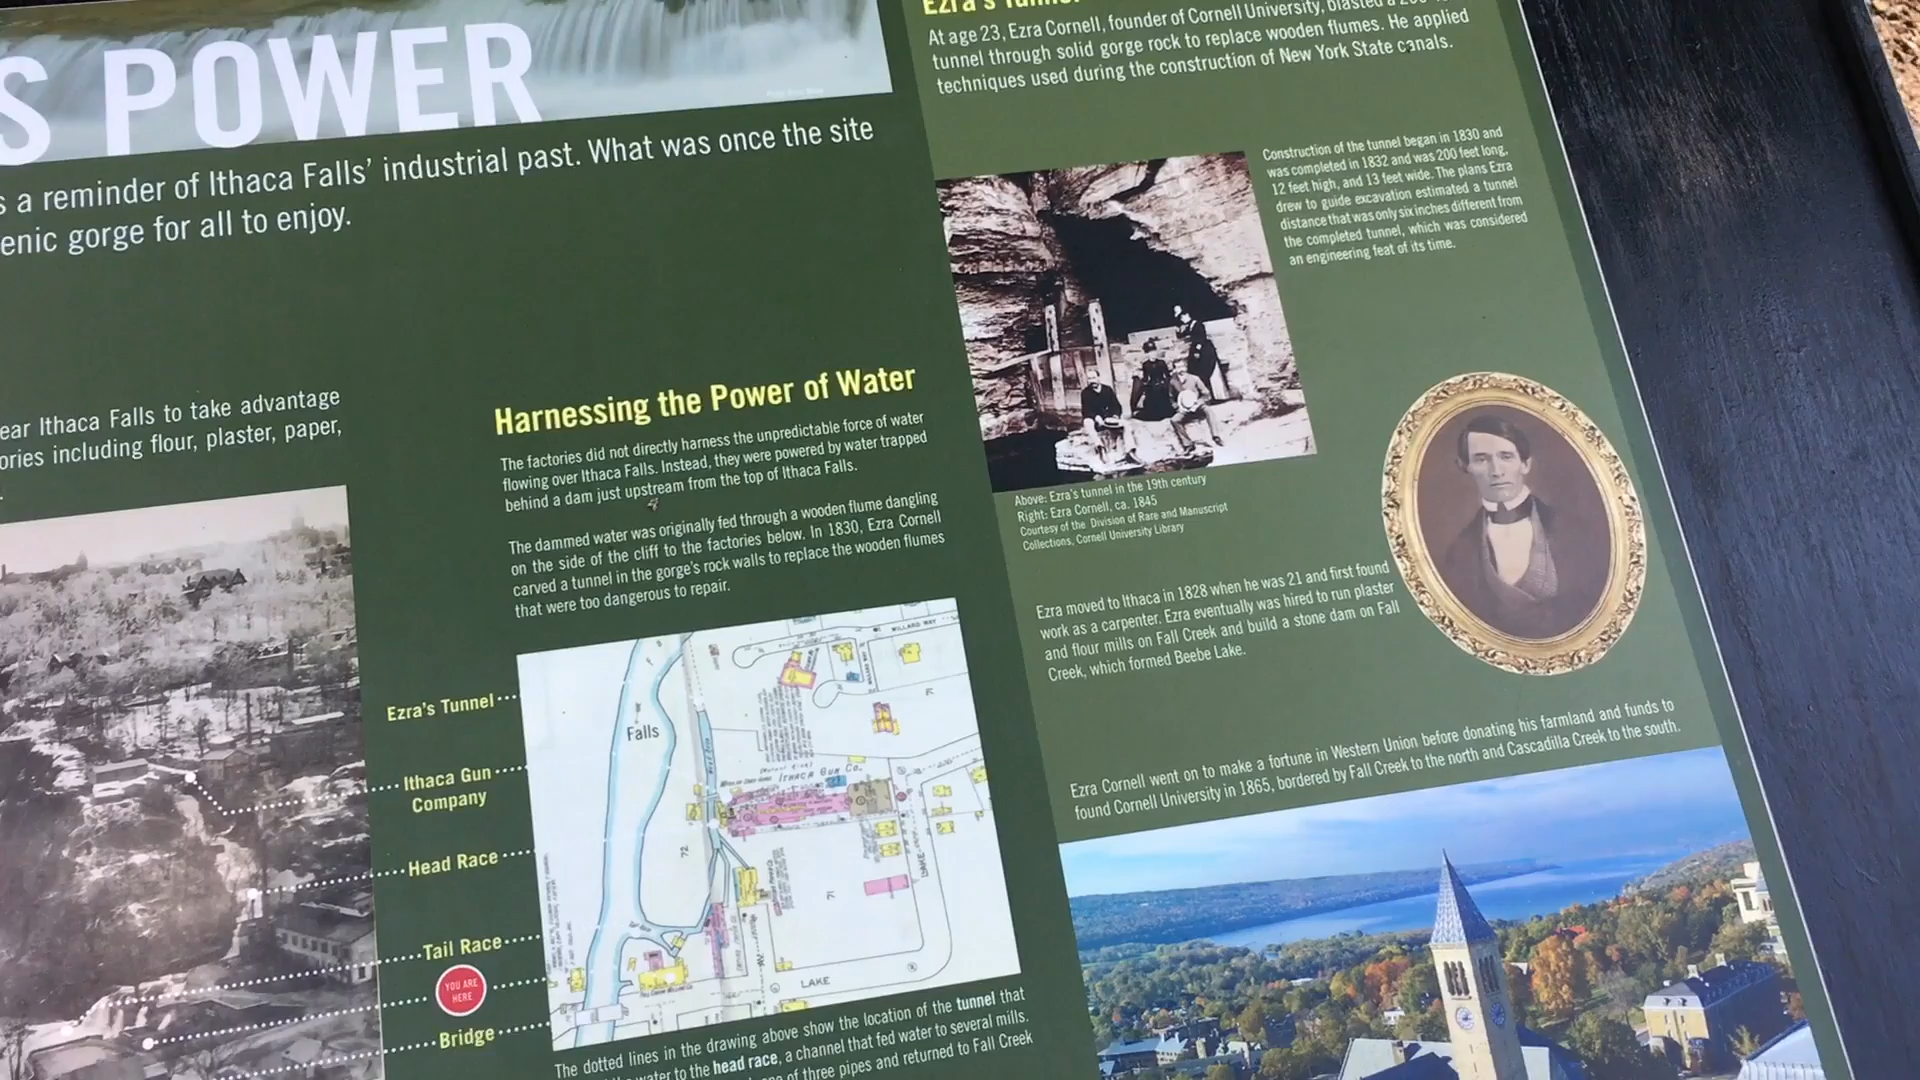 S POWER
s a reminder of Ithaca Falls' industrial past. What was once the site
enic gorge for all to enjoy.
ear Ithaca Falls to take advantage
ories including flour, plaster, paper,
Harnessing the Power of Water
The factories did not directly harness the unpredictable force of water
flowing over Ithaca Falls. Instead, they were powered by water trapped
behind a dam just upstream from the top of Ithaca Falls.
The dammed water was originally fed through a wooden flume dangling
on the side of the cliff to the factories below. In 1830, Ezra Cornell
carved a tunnel in the gorge's rock walls to replace the wooden flumes
that were too dangerous to repair.
Ezra's Tunnel
Ithaca Gun
Company
Head Race
Tail Race
YOU ARE
HERE
Bridge
Falls
WILLARD WAY
ITHACA GUN CO.
72
LAKE
LAKE
The dotted lines in the drawing above show the location of the tunnel that
water to the head race, a channel that fed water to several mills.
of three pipes and returned to Fall Creek
Ezra's Tunnel
At age 23, Ezra Cornell, founder of Cornell University, blasted a
tunnel through solid gorge rock to replace wooden flumes. He applied
techniques used during the construction of New York State canals.
Construction of the tunnel began in 1830 and
was completed in 1832 and was 200 feet long,
12 feet high, and 13 feet wide. The plans Ezra
drew to guide excavation estimated a tunnel
distance that was only six inches different from
the completed tunnel, which was considered
an engineering feat of its time.
Above: Ezra's tunnel in the 19th century
Right: Ezra Cornell, ca. 1845
Courtesy of the Division of Rare and Manuscript
Collections, Cornell University Library
Ezra moved to Ithaca in 1828 when he was 21 and first found
work as a carpenter. Ezra eventually was hired to run plaster
and flour mills on Fall Creek and build a stone dam on Fall
Creek, which formed Beebe Lake.
Ezra Cornell went on to make a fortune in Western Union before donating his farmland and funds to
found Cornell University in 1865, bordered by Fall Creek to the north and Cascadilla Creek to the south.